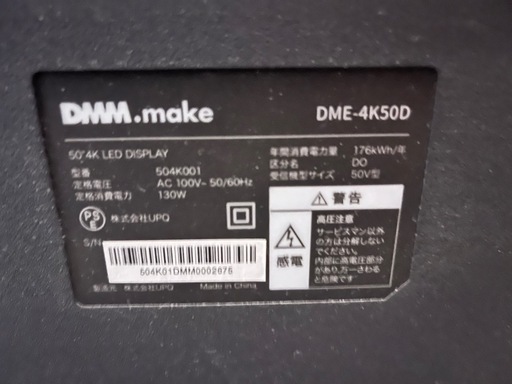 DMM.make
DME-4K50D
50"4K LED DISPLAY
型番 504K001
定格電圧 AC 100V~ 50/60Hz
定格消費電力 130W
年間消費電力量 176kWh/年
区分名 DO
受信機型サイズ 50V型
PS
E
株式会社UPQ
S/N
504K01DMM0002676
製造元 株式会社UPQ Made in China
警告
感電
高圧注意
サービスマン以外
の方は分解しない
でください。
内部に高電圧部分
があり、万一さわる
と危険です